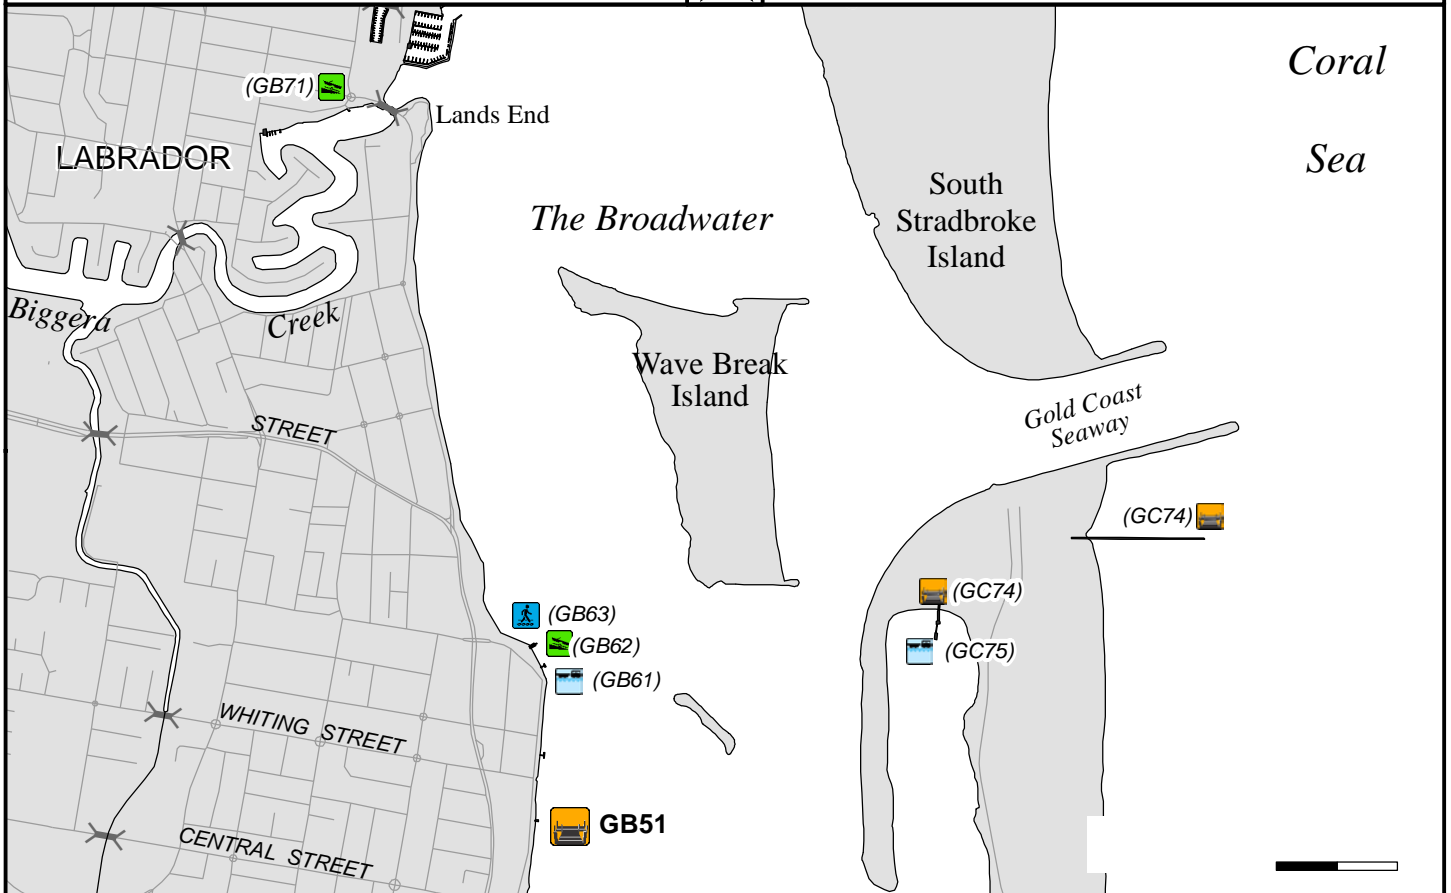 Coral
Sea
(GB71)
Lands End
LABRADOR
South
Stradbroke
Island
The Broadwater
Biggera
Creek
Wave Break
Island
Gold Coast
Seaway
STREET
(GC74)
(GC74)
(GB63)
(GB62)
(GC75)
(GB61)
WHITING STREET
GB51
CENTRAL STREET